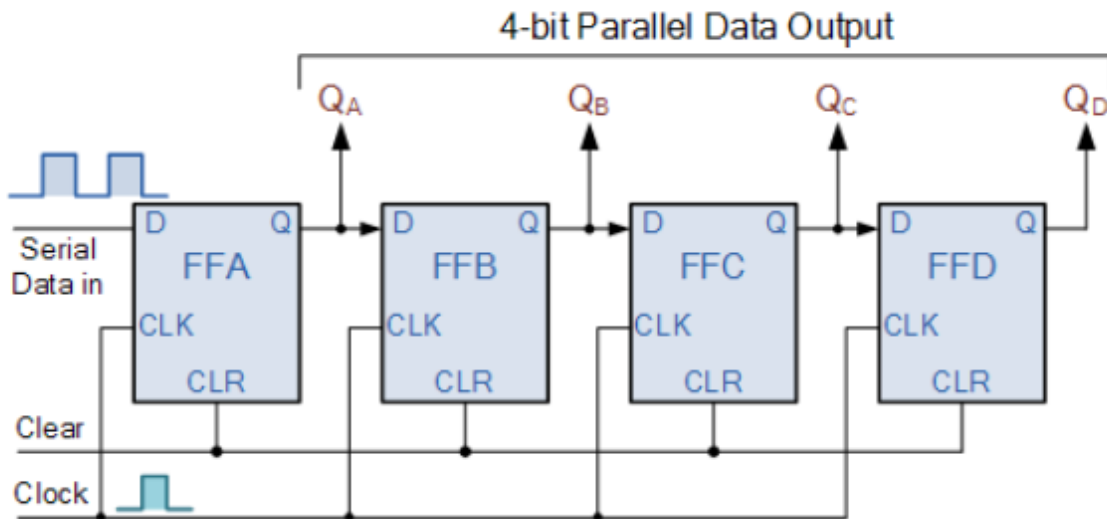 4-bit Parallel Data Output
QA QB QC QD
D Q D Q D Q D Q
Serial
Data in
FFA FFB FFC FFD
CLK CLK CLK CLK
CLR CLR CLR CLR
Clear
Clock